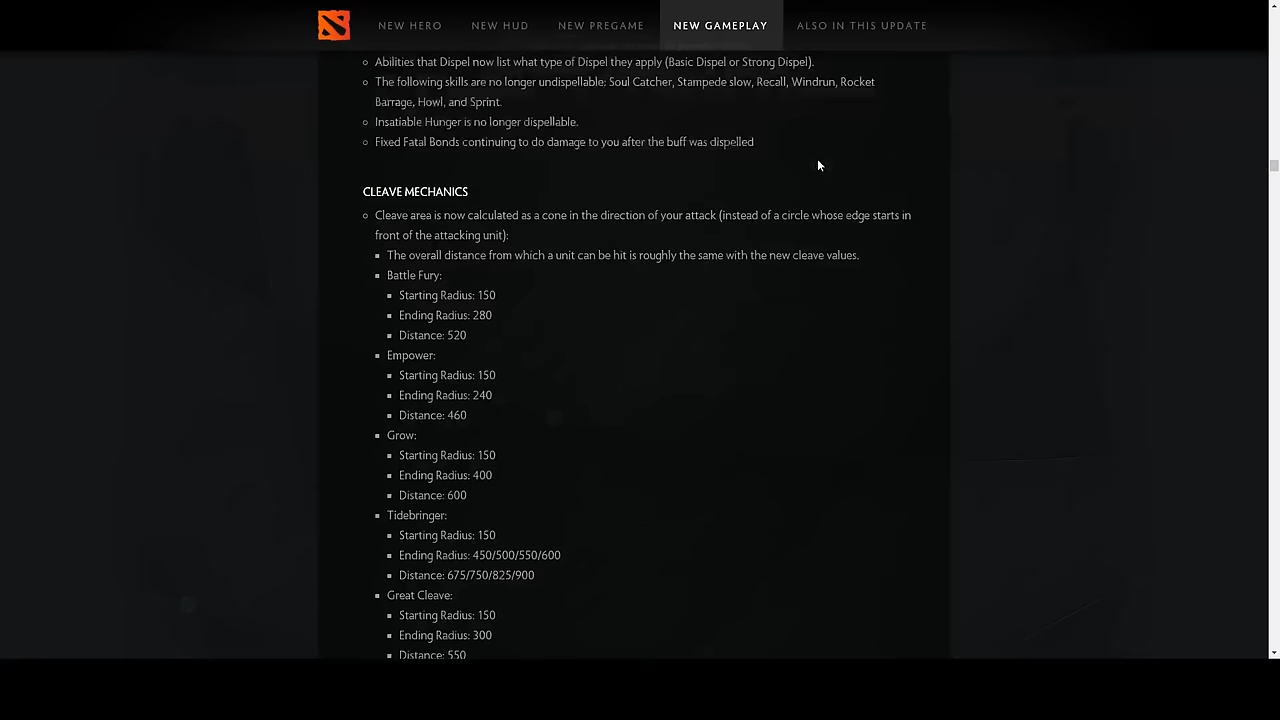 NEW HERO NEW HUD NEW PREGAME NEW GAMEPLAY ALSO IN THIS UPDATE
Abilities that Dispel now list what type of Dispel they apply (Basic Dispel or Strong Dispel).
The following skills are no longer undispellable; Soul Catcher, Stampede slow, Recall, Windrun, Rocket
Barrage, Howl, and Sprint.
Insatiable Hunger is no longer dispellable.
Fixed Fatal Bonds continuing to do damage to you after the buff was dispelled
CLEAVE MECHANICS
Cleave area is now calculated as a cone in the direction of your attack (instead of a circle whose edge starts in
front of the attacking unit):
The overall distance from which a unit can be hit is roughly the same with the new cleave values.
Battle Fury:
Starting Radius: 150
Ending Radius: 280
Distance: 520
Empower:
Starting Radius: 150
Ending Radius: 240
Distance: 460
Grow:
Starting Radius: 150
Ending Radius: 400
Distance: 600
Tidebringer:
Starting Radius: 150
Ending Radius: 450/500/550/600
Distance: 675/750/825/900
Great Cleave:
Starting Radius: 150
Ending Radius: 300
Distance: 550